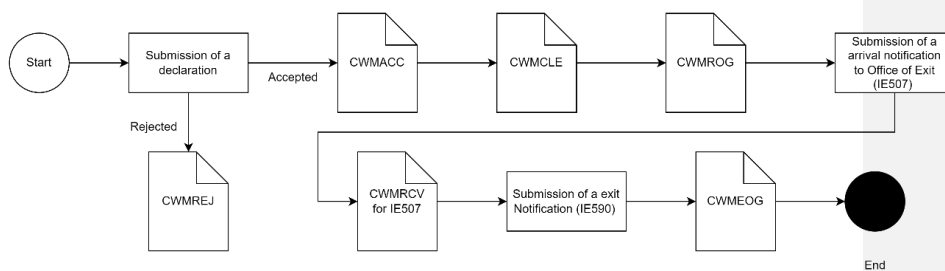 Start
Submission of a
declaration
Accepted
CWMACC
CWMCLE
CWMROG
Submission of a
arrival notification
to Office of Exit
(IE507)
Rejected
CWMREJ
CWMRCV
for IE507
Submission of a exit
Notification (IE590)
CWMEOG
End